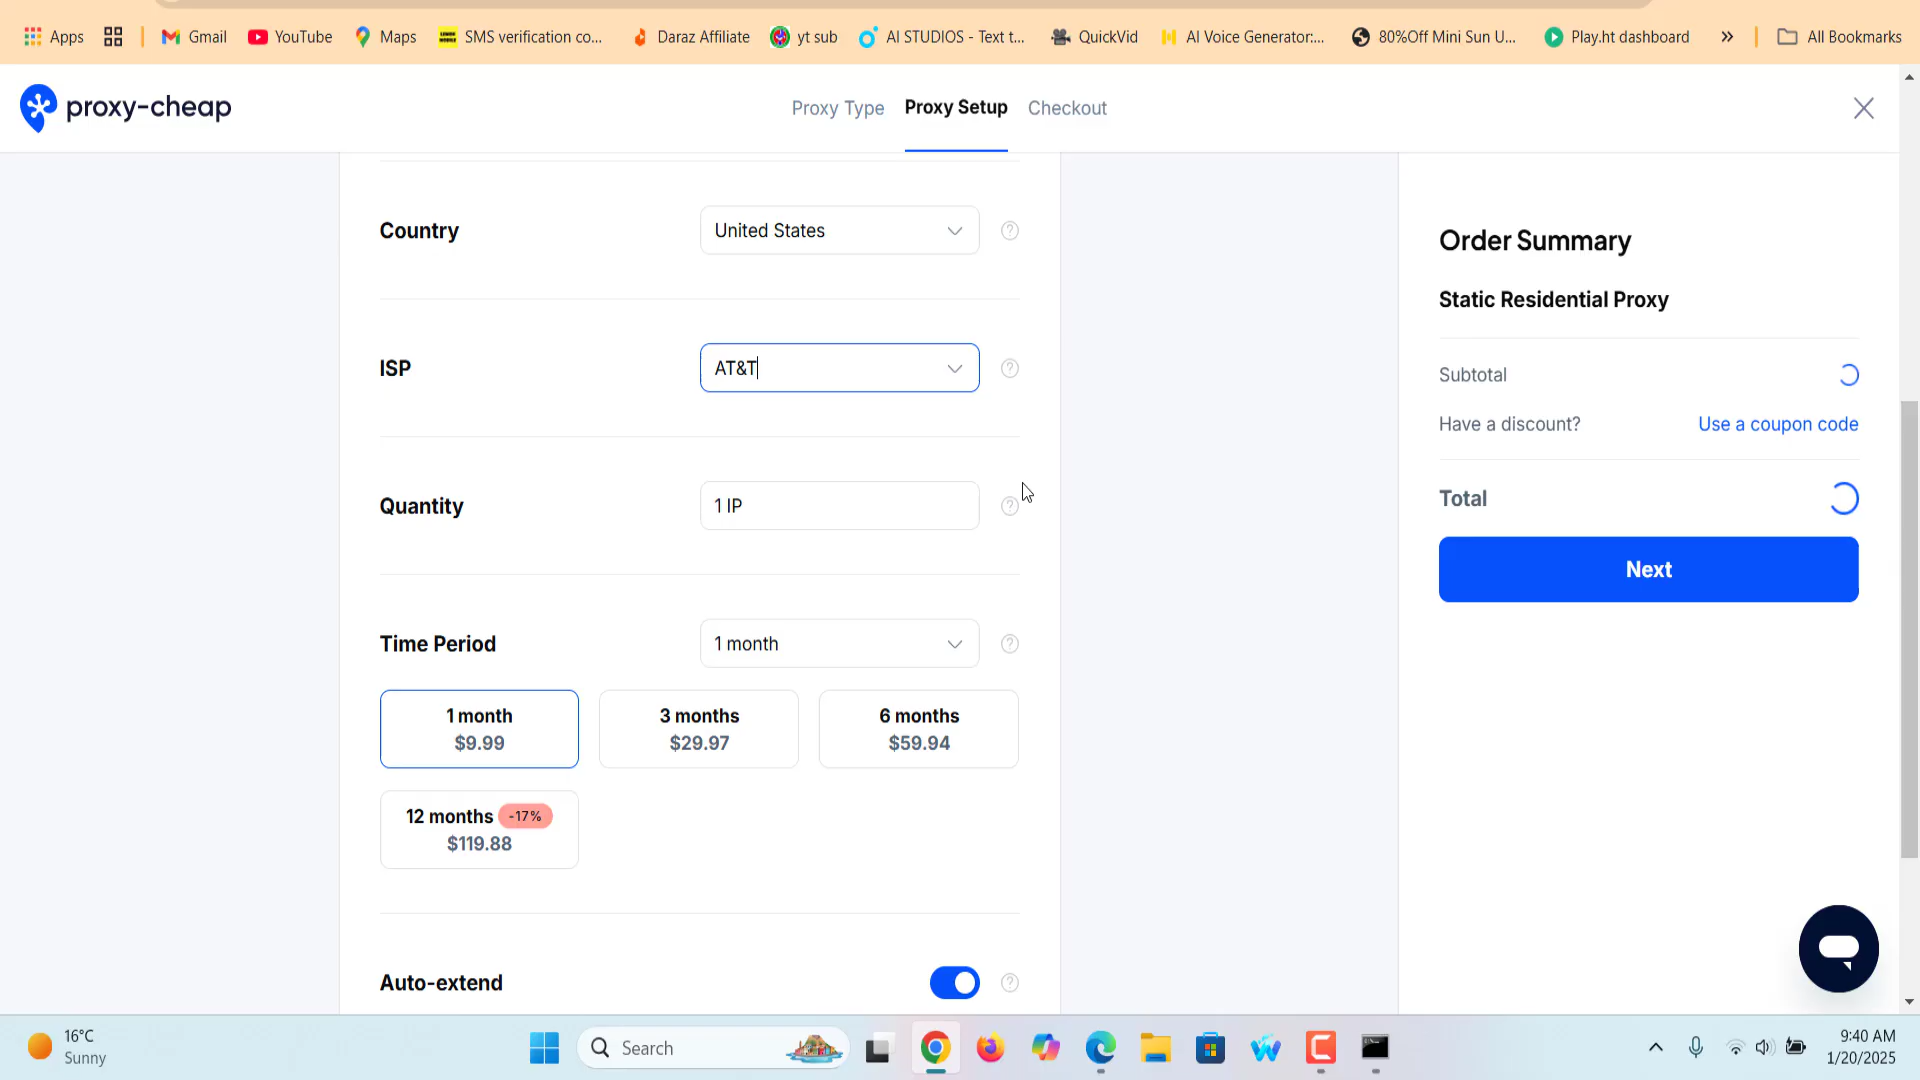 Apps
Gmail
YouTube
Maps
SMS verification co...
Daraz Affiliate
yt sub
AI STUDIOS - Text t...
QuickVid
AI Voice Generator:...
80%Off Mini Sun U...
Play.ht dashboard
All Bookmarks
proxy-cheap
Proxy Type
Proxy Setup
Checkout
Country
United States
ISP
AT&T
Quantity
1 IP
Time Period
1 month
1 month
$9.99
3 months
$29.97
6 months
$59.94
12 months -17%
$119.88
Auto-extend
Order Summary
Static Residential Proxy
Subtotal
Have a discount? Use a coupon code
Total
Next
16°C
Sunny
Search
9:40 AM
1/20/2025